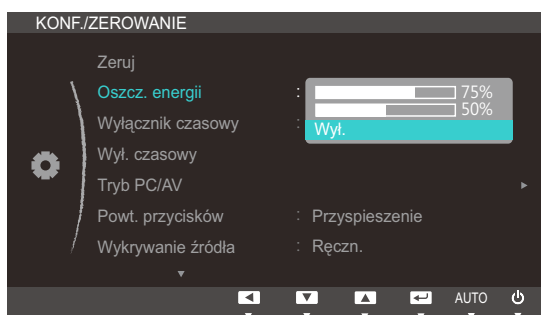 KONF./ZEROWANIE
Zeruj
Oszcz. energii : 75%
50%
Wyłącznik czasowy : Wył.
Wył. czasowy
Tryb PC/AV
Powt. przycisków : Przyspieszenie
Wykrywanie źródła : Ręczn.
AUTO